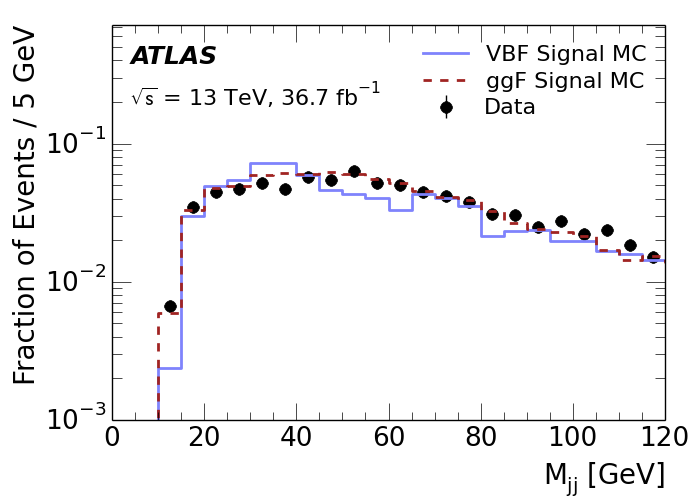 ATLAS
√s = 13 TeV, 36.7 fb⁻¹
VBF Signal MC
ggF Signal MC
Data
Fraction of Events / 5 GeV
10⁻¹
10⁻²
10⁻³
0 20 40 60 80 100 120
M_jj [GeV]